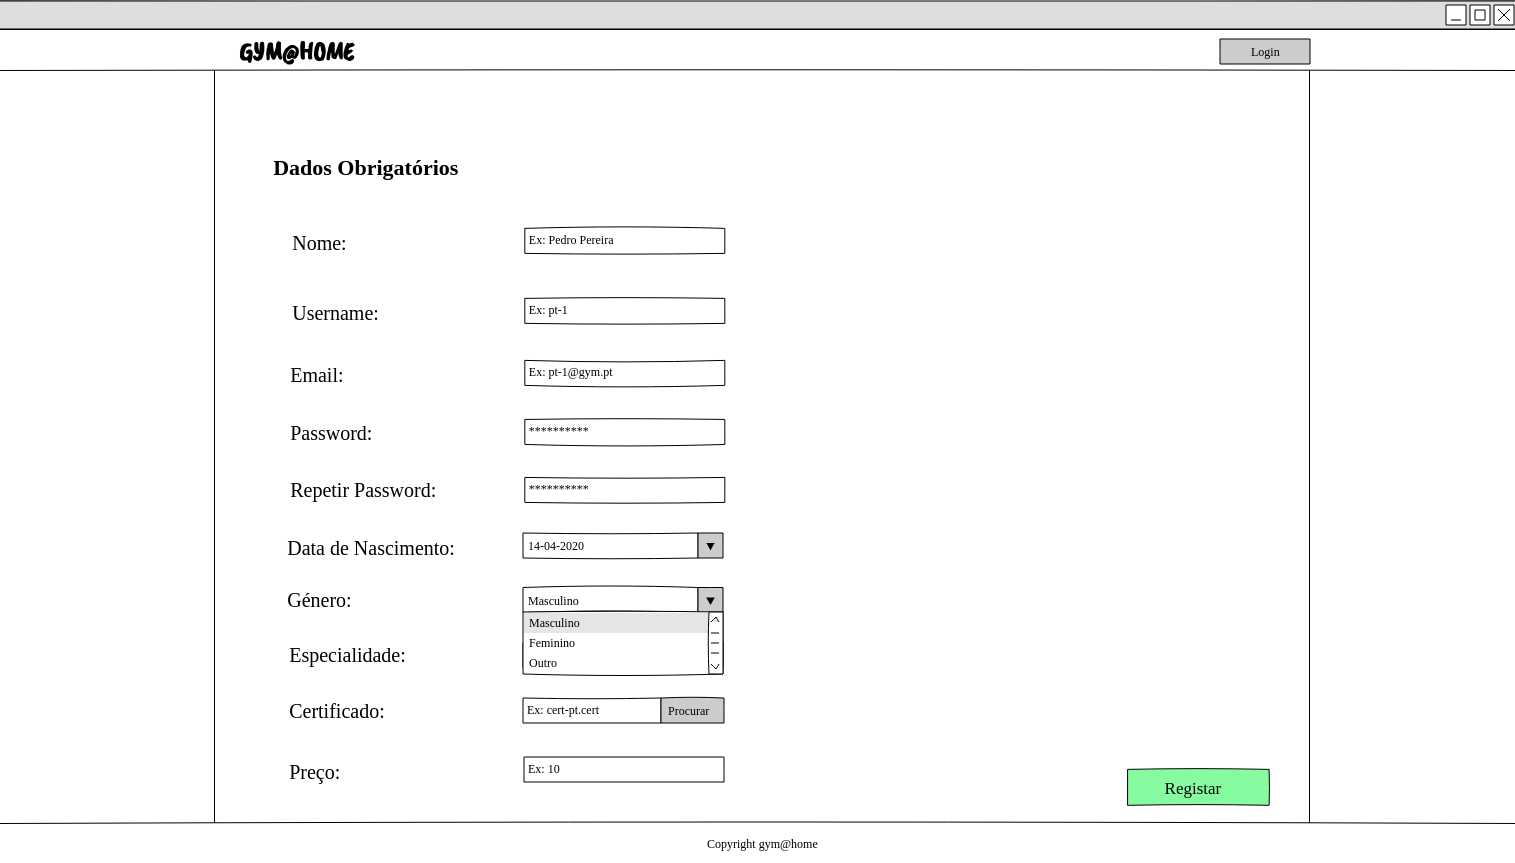 GYM@HOME
Login
Dados Obrigatórios
Nome:
Ex: Pedro Pereira
Username:
Ex: pt-1
Email:
Ex: pt-1@gym.pt
Password:
**********
Repetir Password:
**********
Data de Nascimento:
14-04-2020
Género:
Masculino
Masculino
Feminino
Outro
Especialidade:
Certificado:
Ex: cert-pt.cert
Procurar
Preço:
Ex: 10
Registar
Copyright gym@home